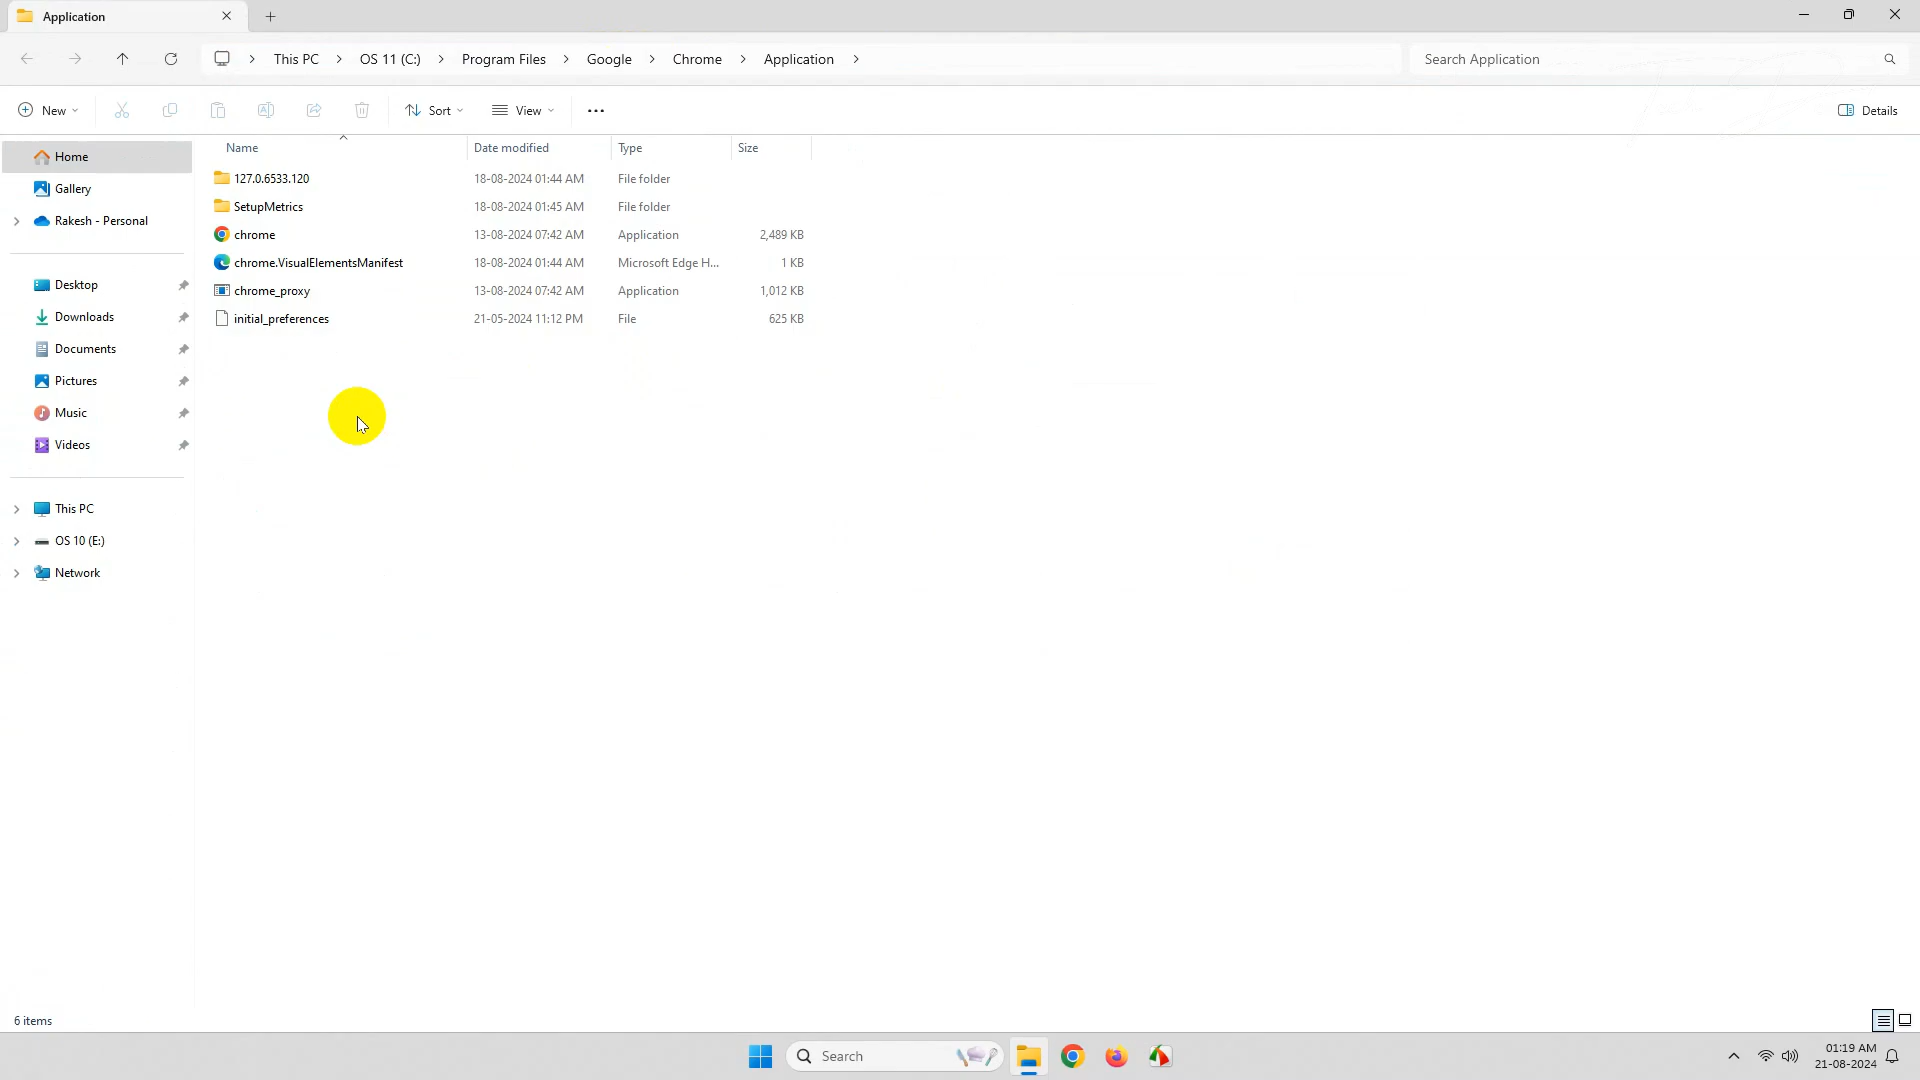 Application
This PC > OS 11 (C:) > Program Files > Google > Chrome > Application >
Search Application
New
Sort
View
Details
Name Date modified Type Size
Home
Gallery
Rakesh - Personal
Desktop
Downloads
Documents
Pictures
Music
Videos
This PC
OS 10 (E:)
Network
127.0.6533.120 18-08-2024 01:44 AM File folder
SetupMetrics 18-08-2024 01:45 AM File folder
chrome 13-08-2024 07:42 AM Application 2,489 KB
chrome.VisualElementsManifest 18-08-2024 01:44 AM Microsoft Edge H... 1 KB
chrome_proxy 13-08-2024 07:42 AM Application 1,012 KB
initial_preferences 21-05-2024 11:12 PM File 625 KB
6 items
Search
01:19 AM
21-08-2024